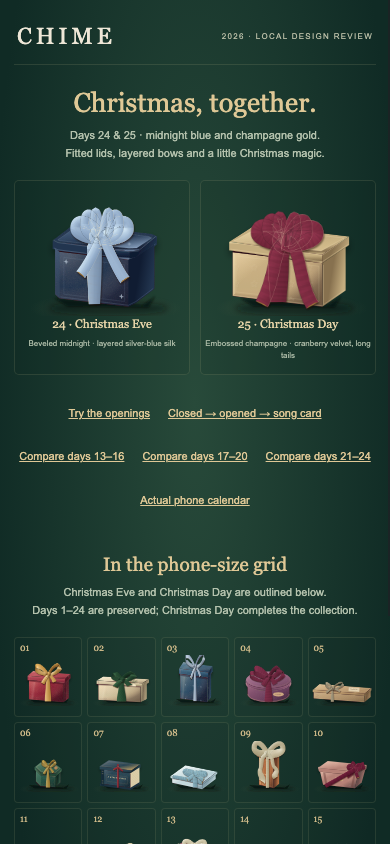 CHIME
2026 · LOCAL DESIGN REVIEW
Christmas, together.
Days 24 & 25 · midnight blue and champagne gold.
Fitted lids, layered bows and a little Christmas magic.
24 · Christmas Eve
Beveled midnight · layered silver-blue silk
25 · Christmas Day
Embossed champagne · cranberry velvet, long
tails
Try the openings
Closed → opened → song card
Compare days 13–16
Compare days 17–20
Compare days 21–24
Actual phone calendar
In the phone-size grid
Christmas Eve and Christmas Day are outlined below.
Days 1–24 are preserved; Christmas Day completes the collection.
01
02
03
04
05
06
07
08
09
10
11
12
13
14
15